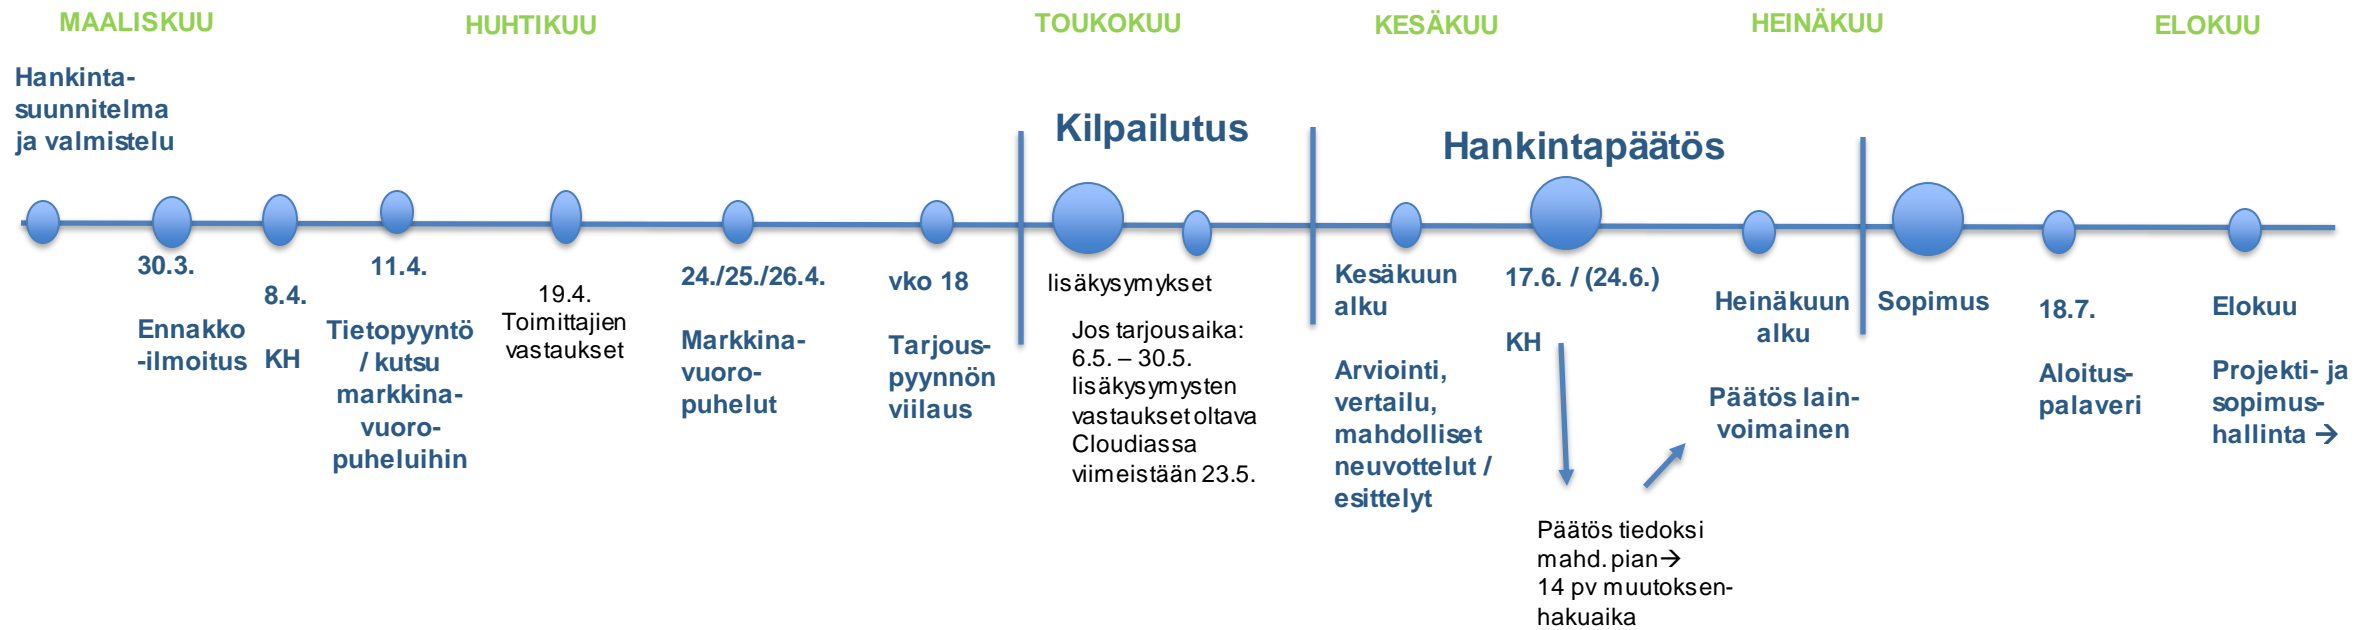 MAALISKUU
HUHTIKUU
TOUKOKUU
KESÄKUU
HEINÄKUU
ELOKUU
Hankinta-
suunnitelma
ja valmistelu
Kilpailutus
Hankintapäätös
30.3.
Ennakko
-ilmoitus
8.4.
KH
11.4.
Tietopyyntö
/ kutsu
markkina-
vuoro-
puheluihin
19.4.
Toimittajien
vastaukset
24./25./26.4.
Markkina-
vuoro-
puhelut
vko 18
Tarjous-
pyynnön
viilaus
lisäkysymykset
Jos tarjousaika:
6.5. – 30.5.
lisäkysymysten
vastaukset oltava
Cloudiassa
viimeistään 23.5.
Kesäkuun
alku
Arviointi,
vertailu,
mahdolliset
neuvottelut /
esittelyt
17.6. / (24.6.)
KH
Päätös tiedoksi
mahd. pian→
14 pv muutoksen-
hakuaika
Heinäkuun
alku
Päätös lain-
voimainen
Sopimus
18.7.
Aloitus-
palaveri
Elokuu
Projekti- ja
sopimus-
hallinta →